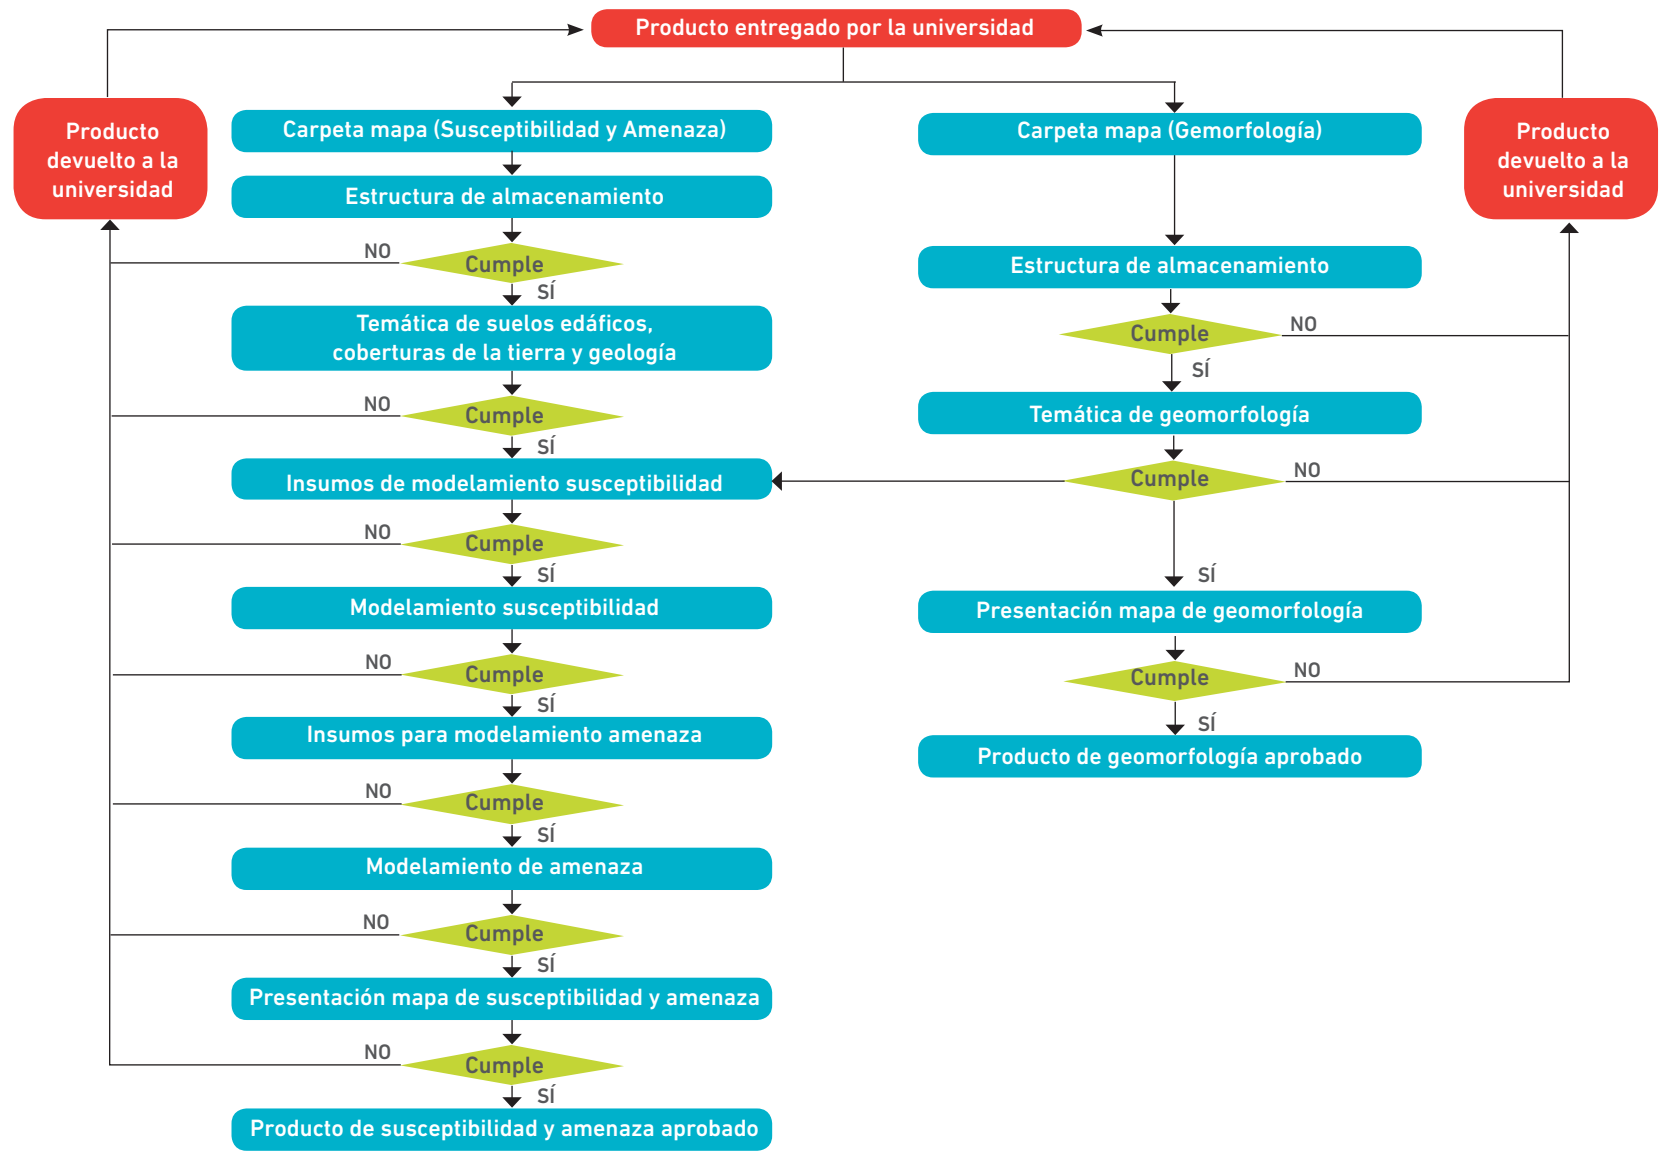 Producto entregado por la universidad
Producto
devuelto a la
universidad
Carpeta mapa (Susceptibilidad y Amenaza)
Estructura de almacenamiento
NO
Cumple
SÍ
Temática de suelos edáficos,
coberturas de la tierra y geología
NO
Cumple
SÍ
Insumos de modelamiento susceptibilidad
NO
Cumple
SÍ
Modelamiento susceptibilidad
NO
Cumple
SÍ
Insumos para modelamiento amenaza
NO
Cumple
SÍ
Modelamiento de amenaza
NO
Cumple
SÍ
Presentación mapa de susceptibilidad y amenaza
NO
Cumple
SÍ
Producto de susceptibilidad y amenaza aprobado
Carpeta mapa (Gemorfología)
Estructura de almacenamiento
Cumple
NO
SÍ
Temática de geomorfología
Cumple
NO
SÍ
Presentación mapa de geomorfología
Cumple
NO
SÍ
Producto de geomorfología aprobado
Producto
devuelto a la
universidad